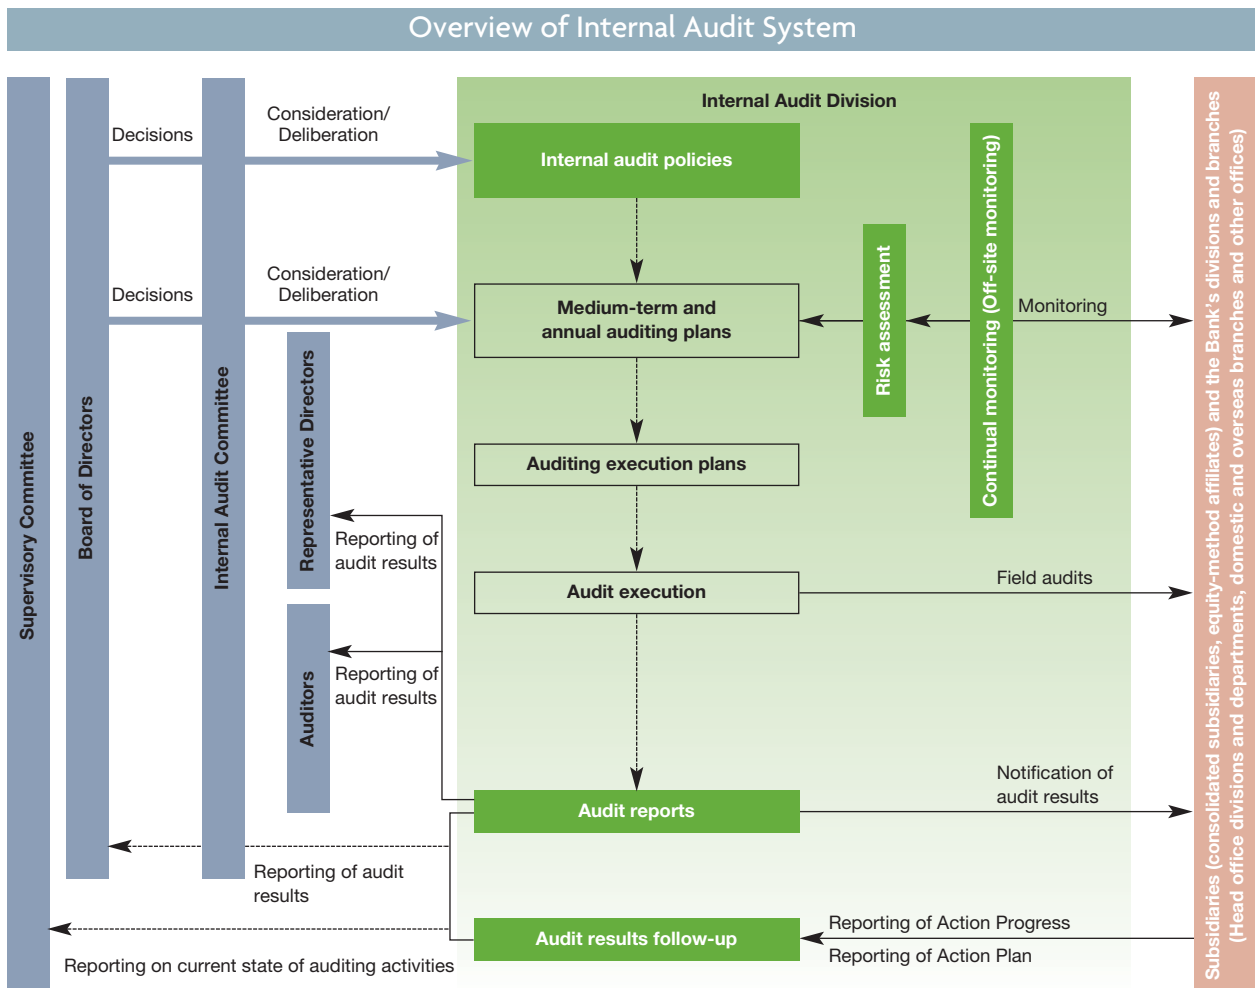 Overview of Internal Audit System
Supervisory Committee
Board of Directors
Internal Audit Committee
Decisions
Consideration/
Deliberation
Decisions
Consideration/
Deliberation
Representative Directors
Auditors
Reporting of
audit results
Reporting of
audit results
Reporting of audit
results
Reporting on current state of auditing activities
Internal Audit Division
Internal audit policies
Medium-term and
annual auditing plans
Auditing execution plans
Audit execution
Audit reports
Audit results follow-up
Risk assessment
Continual monitoring (Off-site monitoring)
Monitoring
Field audits
Notification of
audit results
Reporting of Action Progress
Reporting of Action Plan
Subsidiaries (consolidated subsidiaries, equity-method affiliates) and the Bank's divisions and branches
(Head office divisions and departments, domestic and overseas branches and other offices)